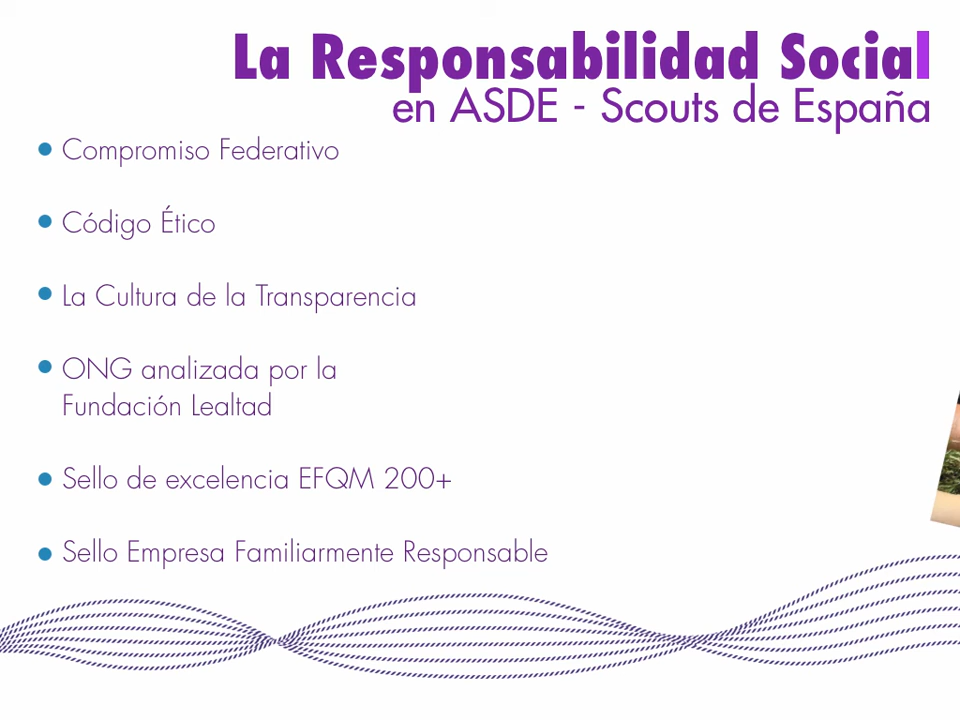 La Responsabilidad Social
en ASDE - Scouts de España
Compromiso Federativo
Código Ético
La Cultura de la Transparencia
ONG analizada por la
Fundación Lealtad
Sello de excelencia EFQM 200+
Sello Empresa Familiarmente Responsable